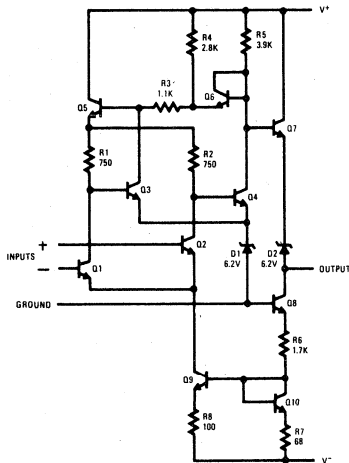 V+
R4
2.8K
R5
3.9K
R3
1.1K
Q6
Q5
Q7
R1
750
R2
750
Q3
Q4
+
INPUTS
−
Q2
D1
6.2V
D2
6.2V
Q1
OUTPUT
GROUND
Q8
R6
1.7K
Q9
Q10
R8
100
R7
68
V−